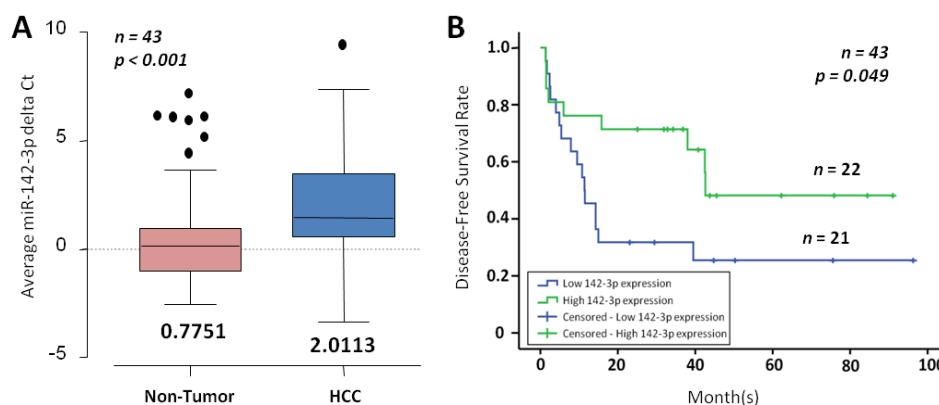 A
n = 43
p < 0.001
Average miR-142-3p delta Ct
10
5
0
-5
0.7751
2.0113
Non-Tumor
HCC
B
n = 43
p = 0.049
Disease-Free Survival Rate
1.0
0.8
0.6
0.4
0.2
0
n = 22
n = 21
Low 142-3p expression
High 142-3p expression
Censored - Low 142-3p expression
Censored - High 142-3p expression
0
20
40
60
80
100
Month(s)